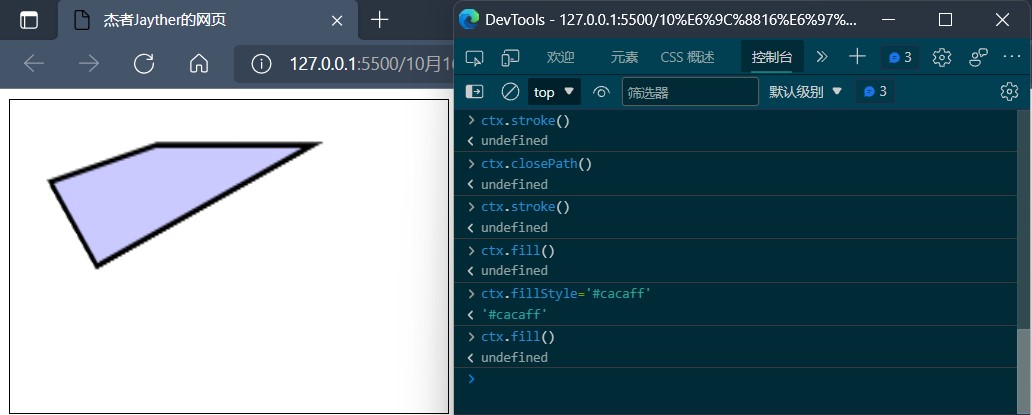 杰者Jayther的网页
127.0.0.1:5500/10月16
DevTools - 127.0.0.1:5500/10%E6%9C%8816%E6%97%...
欢迎
元素
CSS 概述
控制台
3
top
筛选器
默认级别
3
ctx.stroke()
undefined
ctx.closePath()
undefined
ctx.stroke()
undefined
ctx.fill()
undefined
ctx.fillStyle='#cacaff'
'#cacaff'
ctx.fill()
undefined